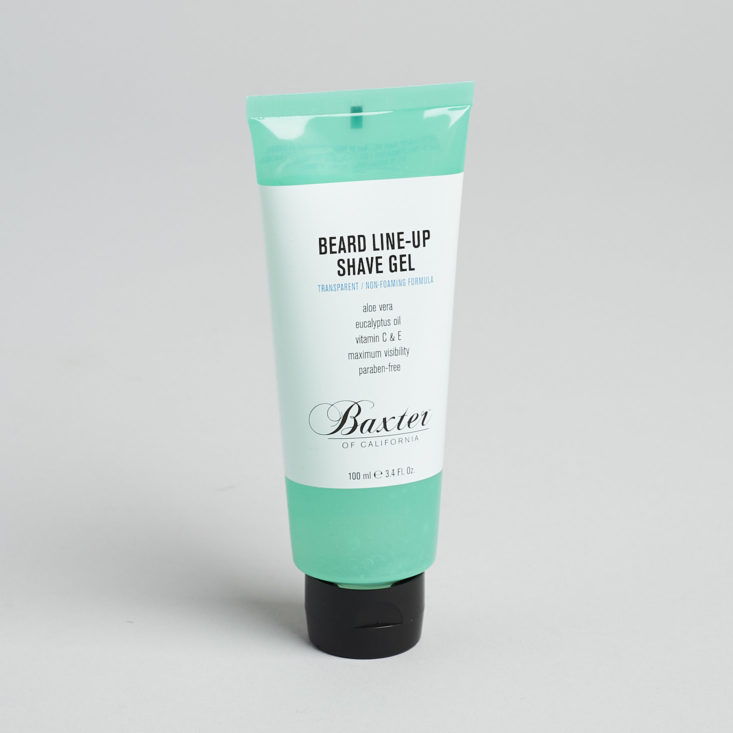 BEARD LINE-UP
SHAVE GEL
TRANSPARENT / NON-FOAMING FORMULA
aloe vera
eucalyptus oil
vitamin C & E
maximum visibility
paraben-free
Baxter
OF CALIFORNIA
100 ml ℮ 3.4 Fl. Oz.